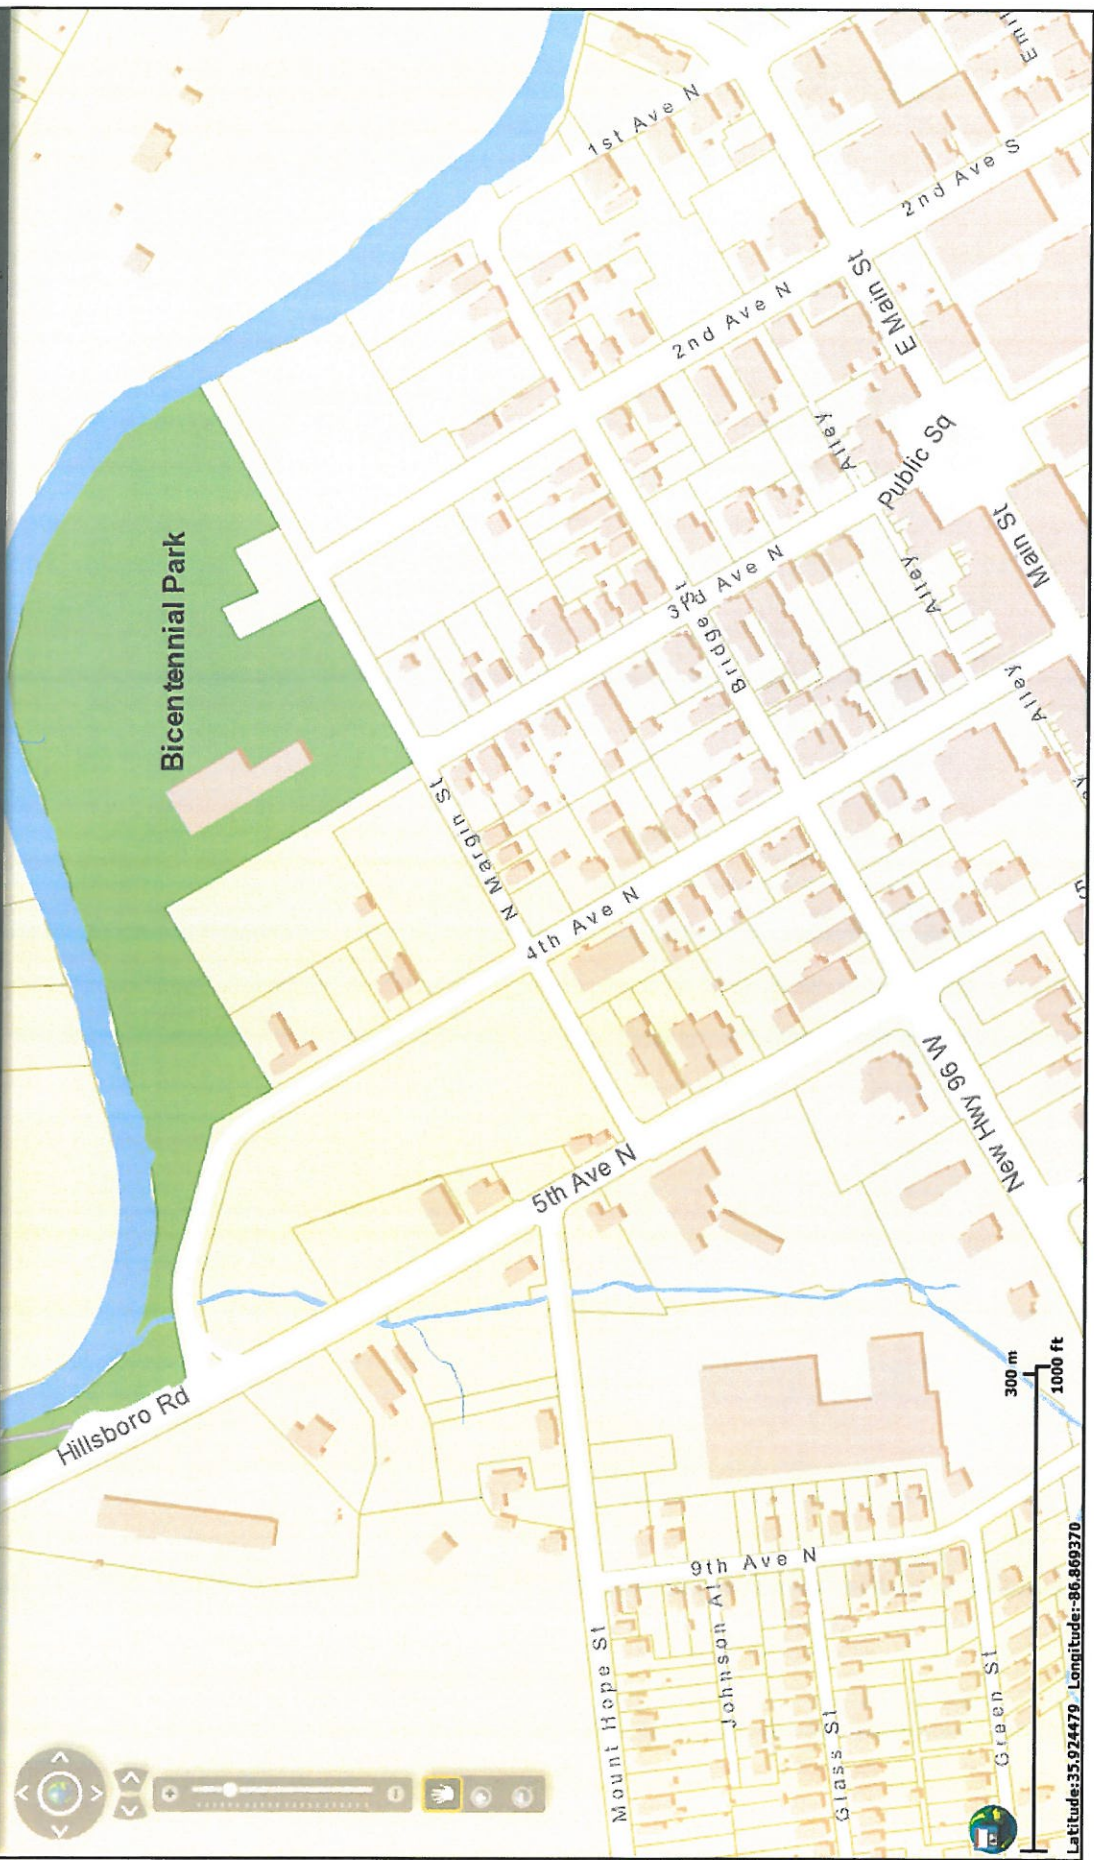 Bicentennial Park
Hillsboro Rd
1st Ave N
2nd Ave N
2nd Ave S
E Main St
Public Sq
Main St
Alley
Alley
Alley
3rd Ave N
Bridge St
N Margin St
4th Ave N
5th Ave N
New Hwy 96 W
Mount Hope St
9th Ave N
Johnson Al
Glass St
Green St
300 m
1000 ft
Latitude:35.924479 Longitude:-86.869370